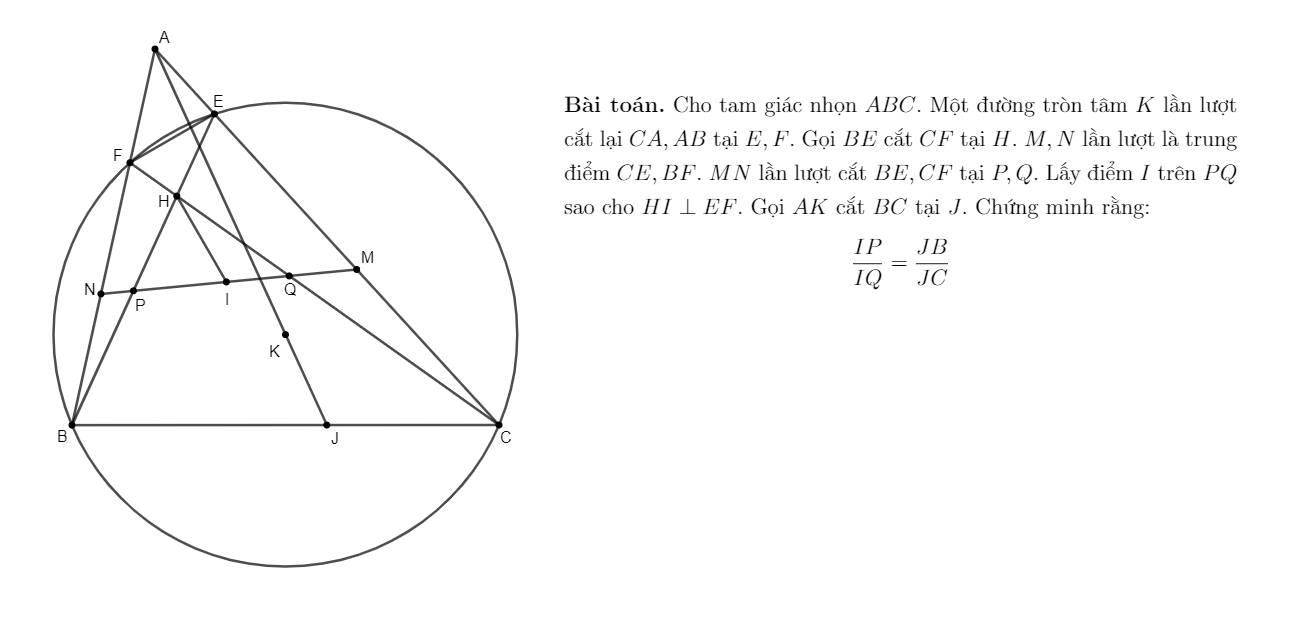 A
E
F
H
M
N
P
I
Q
K
B
J
C
Bài toán. Cho tam giác nhọn ABC. Một đường tròn tâm K lần lượt
cắt lại CA, AB tại E, F. Gọi BE cắt CF tại H. M, N lần lượt là trung
điểm CE, BF. MN lần lượt cắt BE, CF tại P, Q. Lấy điểm I trên PQ
sao cho HI ⊥ EF. Gọi AK cắt BC tại J. Chứng minh rằng:
IP/IQ = JB/JC